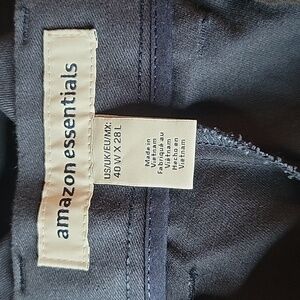 amazon essentials
US/UK/EU/MX:
40 W X 28 L
Made in
Vietnam
Fabriqué au
Vietnam
Hecho en
Vietnam